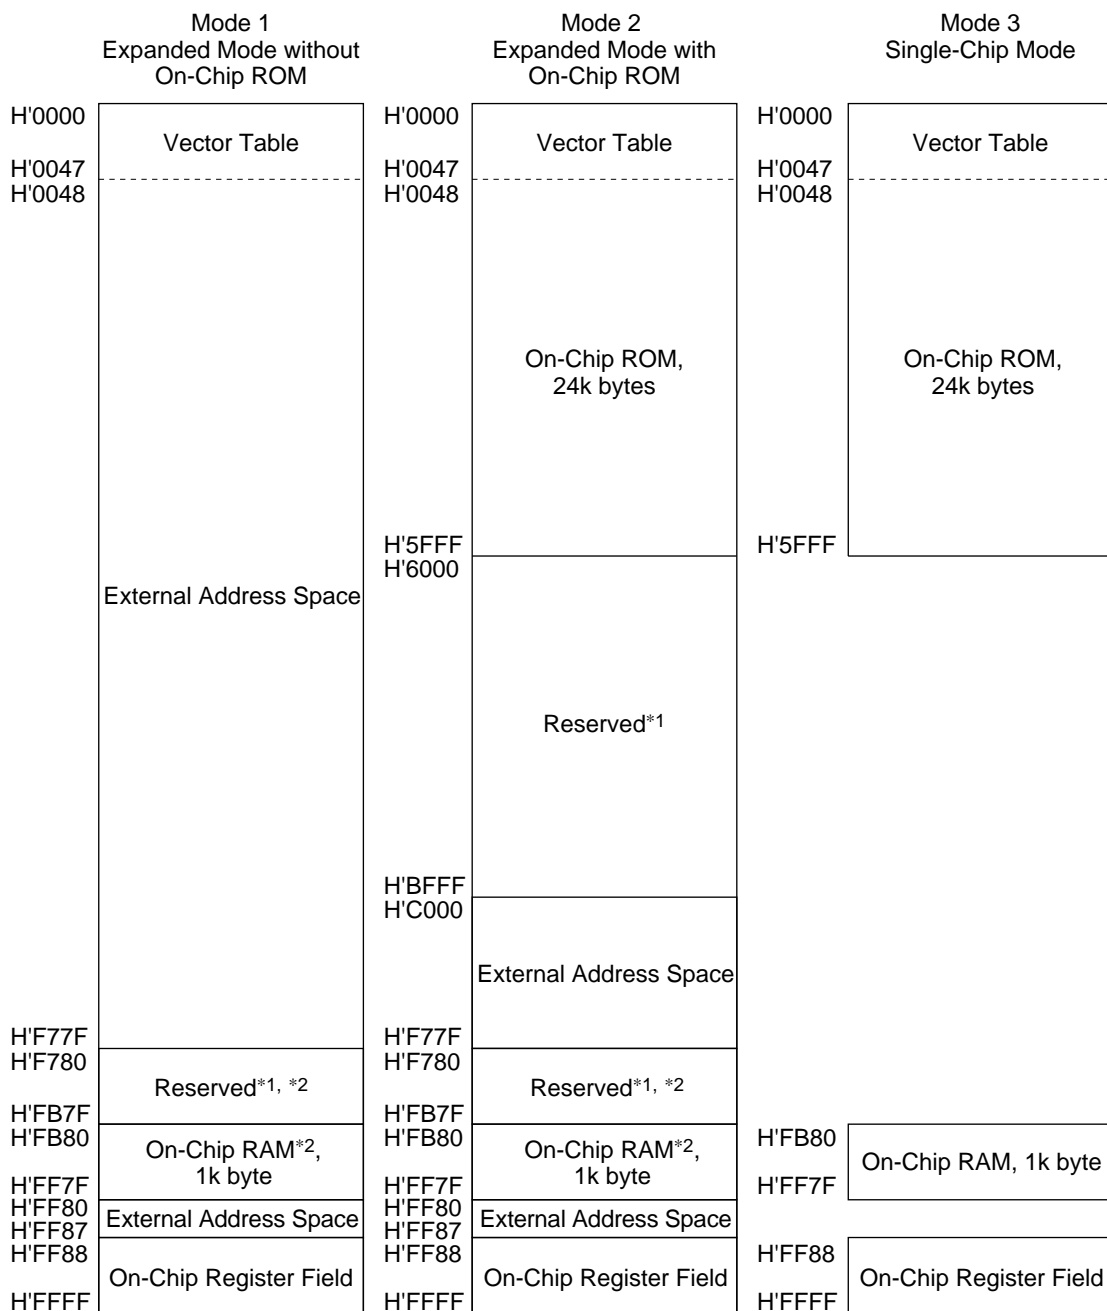 Mode 1
Expanded Mode without
On-Chip ROM
H'0000
Vector Table
H'0047
H'0048
External Address Space
H'F77F
H'F780
Reserved*1, *2
H'FB7F
H'FB80
On-Chip RAM*2,
1k byte
H'FF7F
H'FF80
External Address Space
H'FF87
H'FF88
On-Chip Register Field
H'FFFF
Mode 2
Expanded Mode with
On-Chip ROM
H'0000
Vector Table
H'0047
H'0048
On-Chip ROM,
24k bytes
H'5FFF
H'6000
Reserved*1
H'BFFF
H'C000
External Address Space
H'F77F
H'F780
Reserved*1, *2
H'FB7F
H'FB80
On-Chip RAM*2,
1k byte
H'FF7F
H'FF80
External Address Space
H'FF87
H'FF88
On-Chip Register Field
H'FFFF
Mode 3
Single-Chip Mode
H'0000
Vector Table
H'0047
H'0048
On-Chip ROM,
24k bytes
H'5FFF
H'FB80
On-Chip RAM, 1k byte
H'FF7F
H'FF88
On-Chip Register Field
H'FFFF